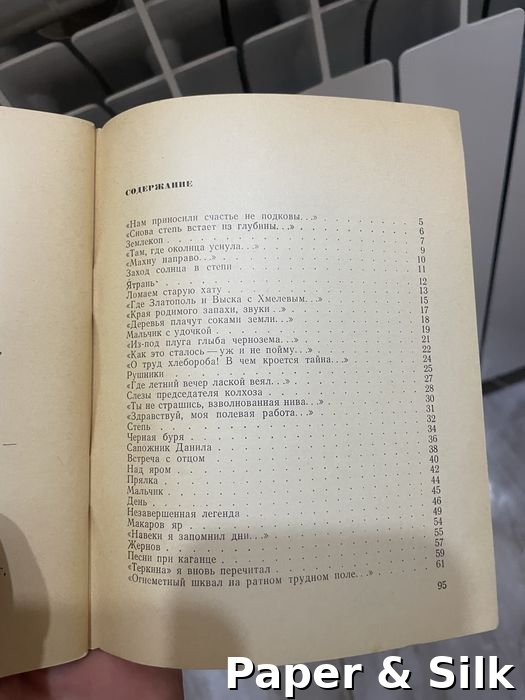 СОДЕРЖАНИЕ
«Нам приносили счастье не подковы. . .» 5
«Снова степь встает из глубины. . .» 6
Землекоп 7
«Там, где околица уснула. . .» 9
«Махну направо. . .» 10
Заход солнца в степи 11
Ятрань 12
Ломаем старую хату 13
«Где Златополь и Выска с Хмелевым. . .» 15
«Края родимого запахи, звуки . .» 17
«Деревья плачут соками земли. . .» 18
Мальчик с удочкой 19
«Из-под плуга глыба чернозема. . .» 21
«Как это сталось — уж и не пойму. . .» 22
«О труд хлебороба! В чем кроется тайна. . .» 24
Рушники 25
«Где летний вечер лаской веял. . .» 27
Слезы председателя колхоза 28
«Ты не страшись, взволнованная нива. . .» 30
«Здравствуй, моя полевая работа. . .» 31
Степь 32
Черная буря 34
Сапожник Данила 36
Встреча с отцом 38
Над яром 40
Прялка 42
Мальчик 44
День 45
Незавершенная легенда 46
Макаров яр 49
«Навеки я запомнил дни. . .» 54
Жернов 55
Песни при каганце 57
«Теркина» я вновь перечитал 59
«Огнеметный шквал на ратном трудном поле. . .» 61
95
Paper & Silk